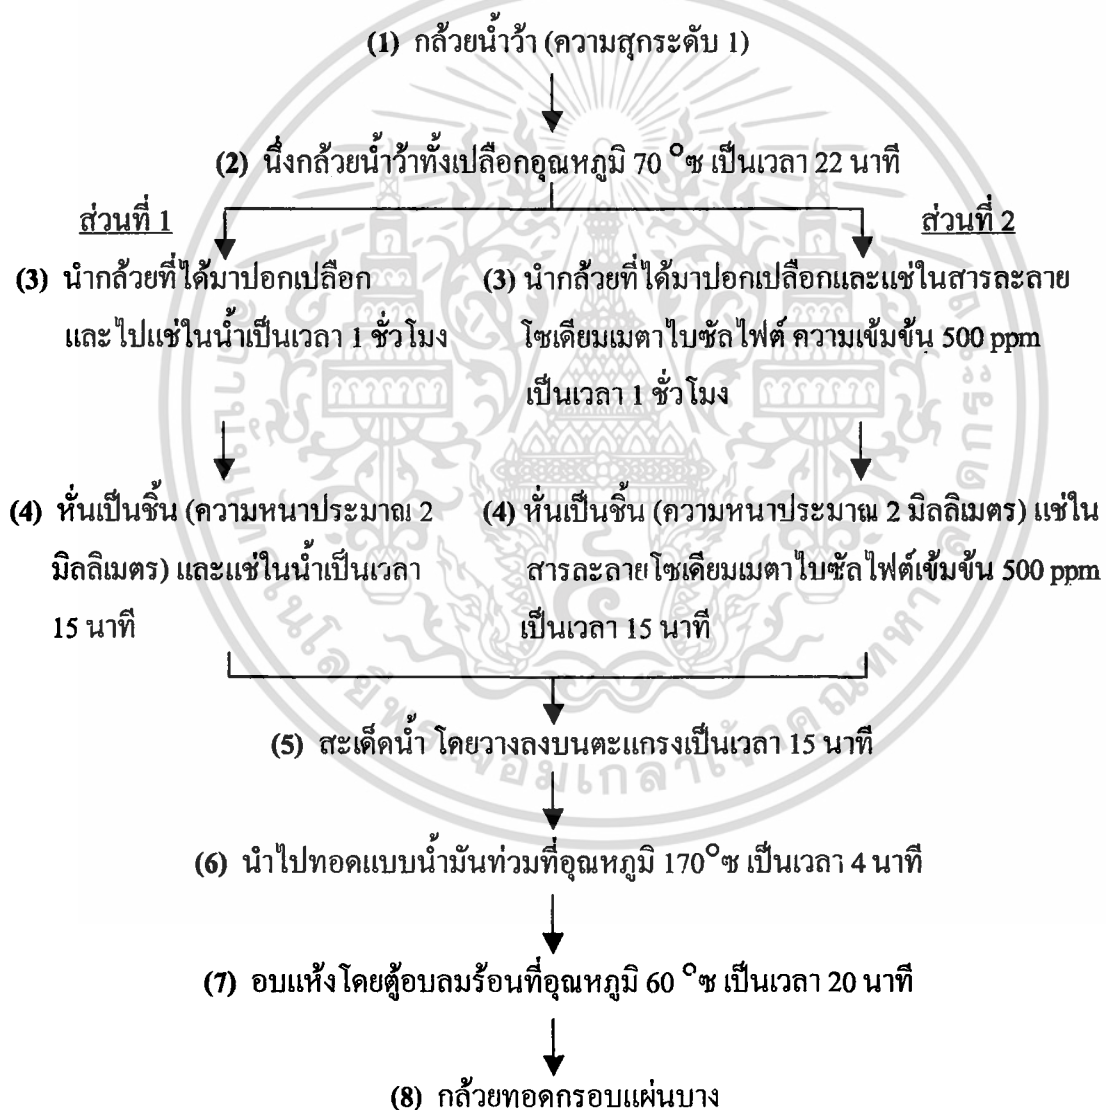 (1) กล้วยน้ำว้า (ความสุกระดับ 1)
(2) นึ่งกล้วยน้ำว้าทั้งเปลือกอุณหภูมิ 70 °ซ เป็นเวลา 22 นาที
ส่วนที่ 1
(3) นำกล้วยที่ได้มาปอกเปลือก
และไปแช่ในน้ำเป็นเวลา 1 ชั่วโมง
(4) หั่นเป็นชิ้น (ความหนาประมาณ 2
มิลลิเมตร) และแช่ในน้ำเป็นเวลา
15 นาที
ส่วนที่ 2
(3) นำกล้วยที่ได้มาปอกเปลือกและแช่ในสารละลาย
โซเดียมเมตาไบซัลไฟต์ ความเข้มข้น 500 ppm
เป็นเวลา 1 ชั่วโมง
(4) หั่นเป็นชิ้น (ความหนาประมาณ 2 มิลลิเมตร) แช่ใน
สารละลายโซเดียมเมตาไบซัลไฟต์เข้มข้น 500 ppm
เป็นเวลา 15 นาที
(5) สะเด็ดน้ำ โดยวางลงบนตะแกรงเป็นเวลา 15 นาที
(6) นำไปทอดแบบน้ำมันท่วมที่อุณหภูมิ 170°ซ เป็นเวลา 4 นาที
(7) อบแห้งโดยตู้อบลมร้อนที่อุณหภูมิ 60 °ซ เป็นเวลา 20 นาที
(8) กล้วยทอดกรอบแผ่นบาง